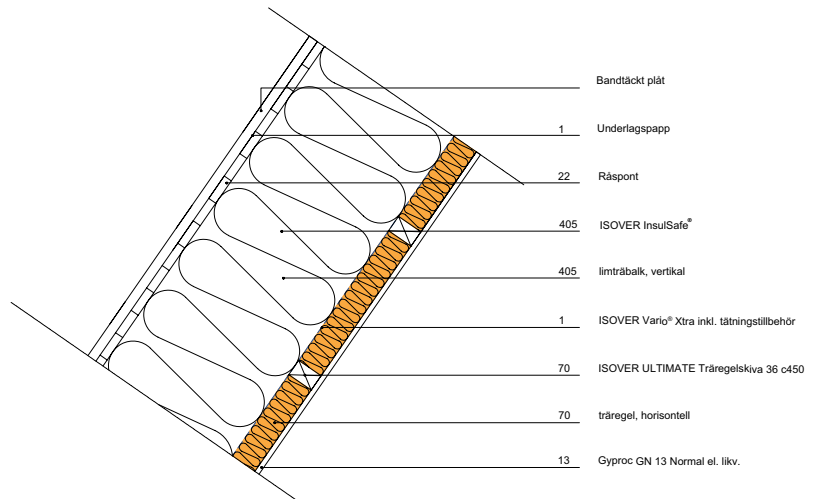 Bandtäckt plåt
1 Underlagspapp
22 Råspont
405 ISOVER InsulSafe®
405 limträbalk, vertikal
1 ISOVER Vario® Xtra inkl. tätningstillbehör
70 ISOVER ULTIMATE Träregelskiva 36 c450
70 träregel, horisontell
13 Gyproc GN 13 Normal el. likv.